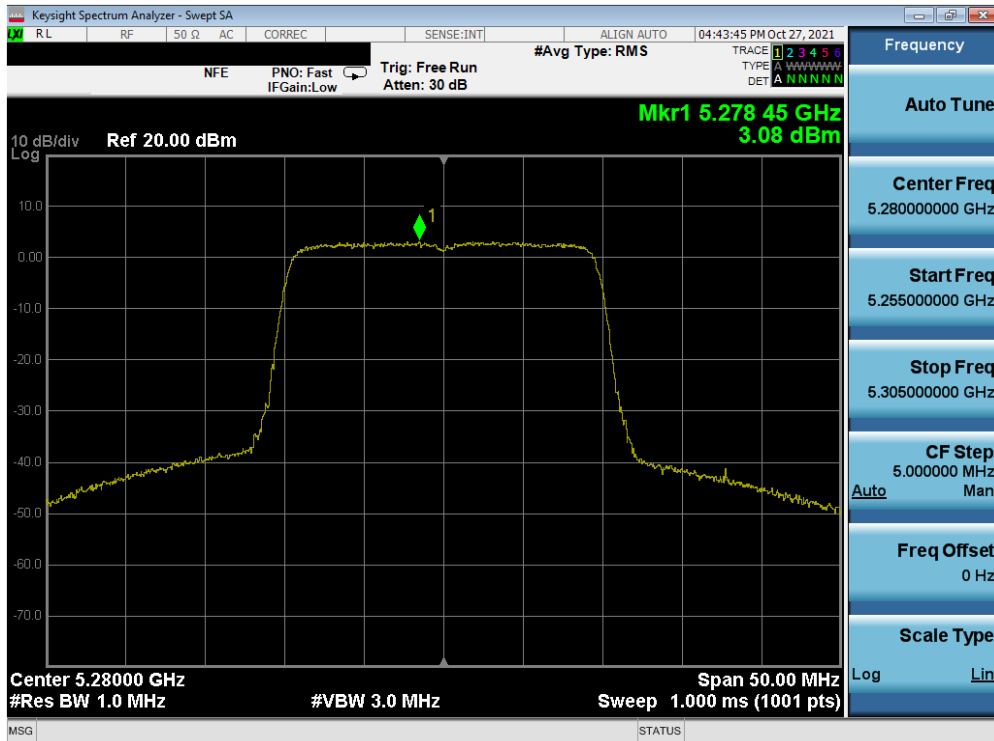 Keysight Spectrum Analyzer - Swept SA
LXI RL RF 50 Ω AC CORREC SENSE:INT ALIGN AUTO 04:43:45 PM Oct 27, 2021
NFE PNO: Fast IFGain:Low Trig: Free Run Atten: 30 dB #Avg Type: RMS
TRACE 1 2 3 4 5 6
TYPE A WWWWW
DET A N N N N N
Mkr1 5.278 45 GHz
3.08 dBm
10 dB/div Ref 20.00 dBm
Log
1
10.0
0.00
-10.0
-20.0
-30.0
-40.0
-50.0
-60.0
-70.0
Center 5.28000 GHz Span 50.00 MHz
#Res BW 1.0 MHz #VBW 3.0 MHz Sweep 1.000 ms (1001 pts)
MSG STATUS
Frequency
Auto Tune
Center Freq
5.280000000 GHz
Start Freq
5.255000000 GHz
Stop Freq
5.305000000 GHz
CF Step
5.000000 MHz
Auto Man
Freq Offset
0 Hz
Scale Type
Log Lin